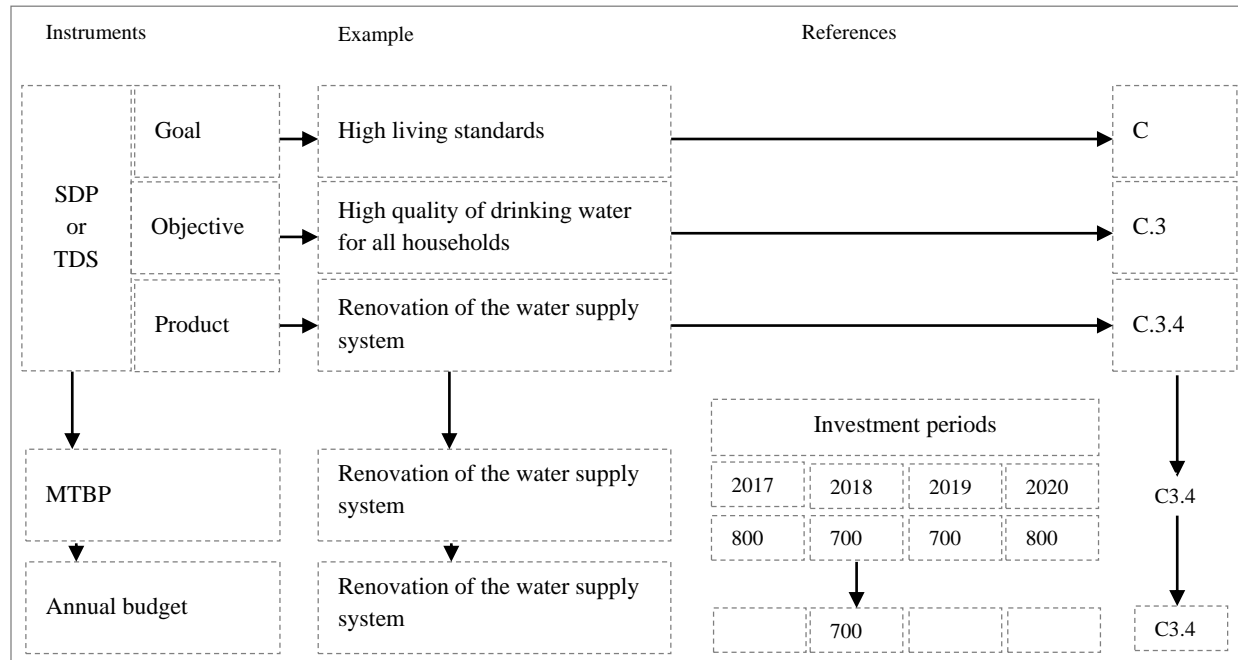 Instruments
Example
References
Goal
High living standards
C
SDP
or
TDS
Objective
High quality of drinking water
for all households
C.3
Product
Renovation of the water supply
system
C.3.4
Investment periods
MTBP
Renovation of the water supply
system
2017 2018 2019 2020
C3.4
800 700 700 800
Annual budget
Renovation of the water supply
system
700
C3.4